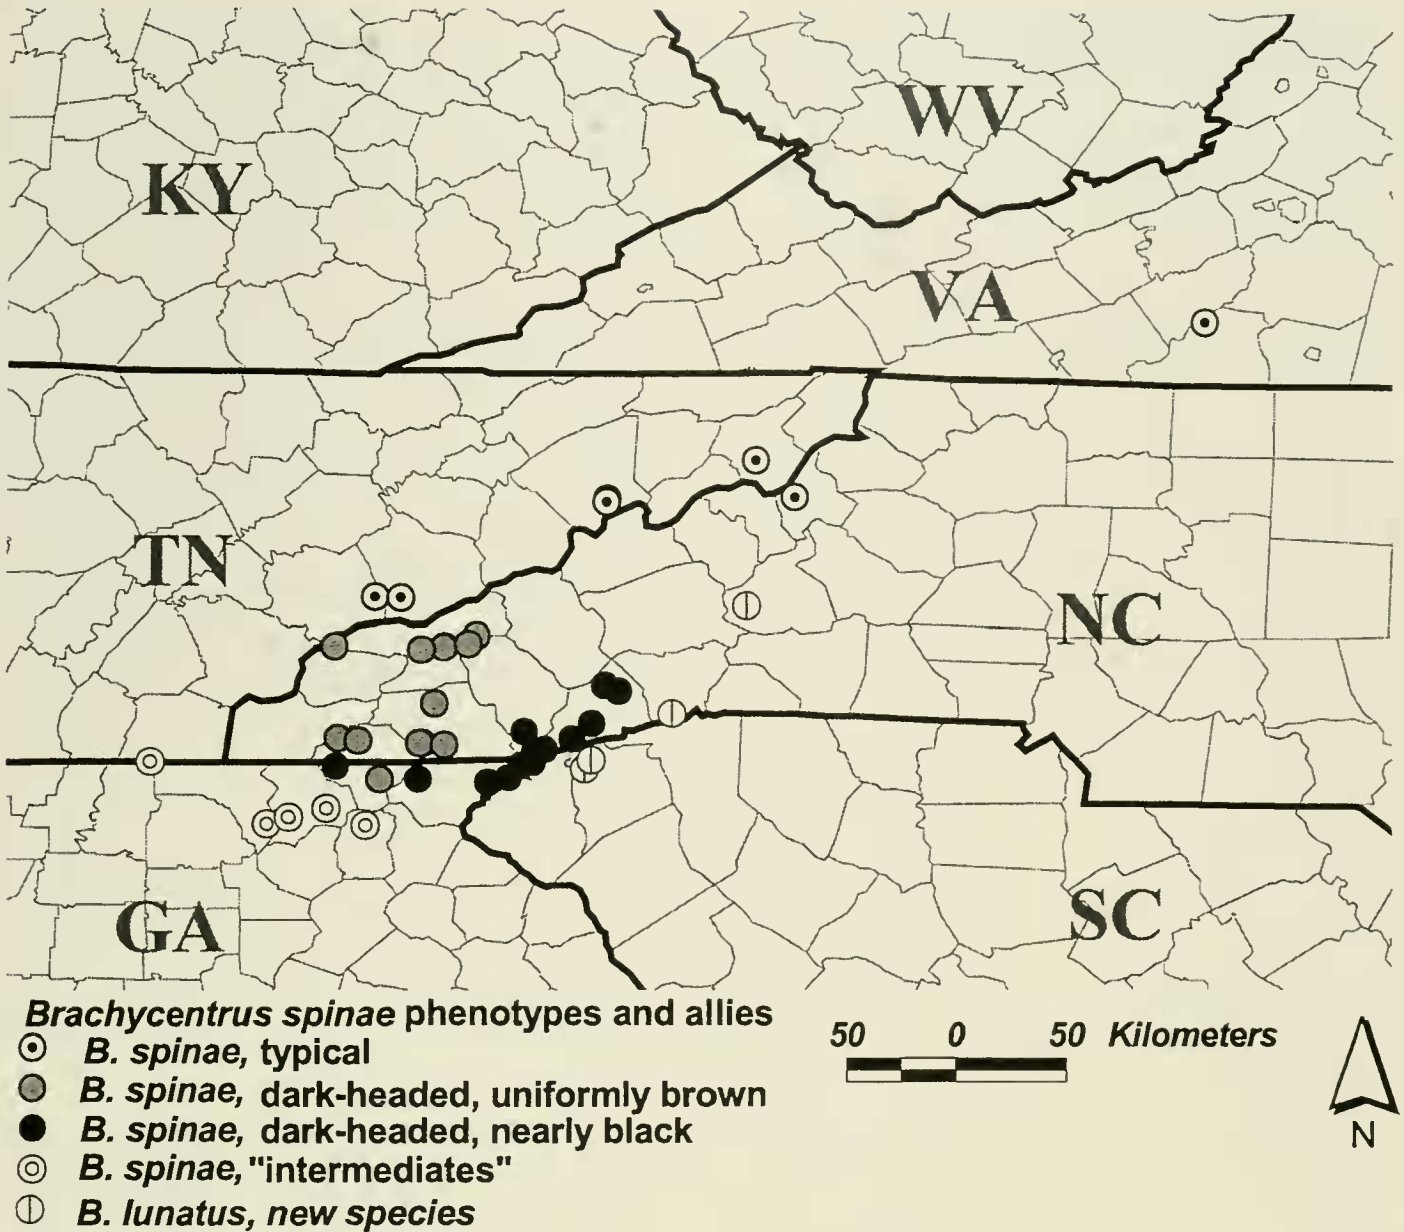 WV
KY
VA
TN
NC
GA
SC
Brachycentrus spinae phenotypes and allies
B. spinae, typical
B. spinae, dark-headed, uniformly brown
B. spinae, dark-headed, nearly black
B. spinae, "intermediates"
B. lunatus, new species
50 0 50 Kilometers
N